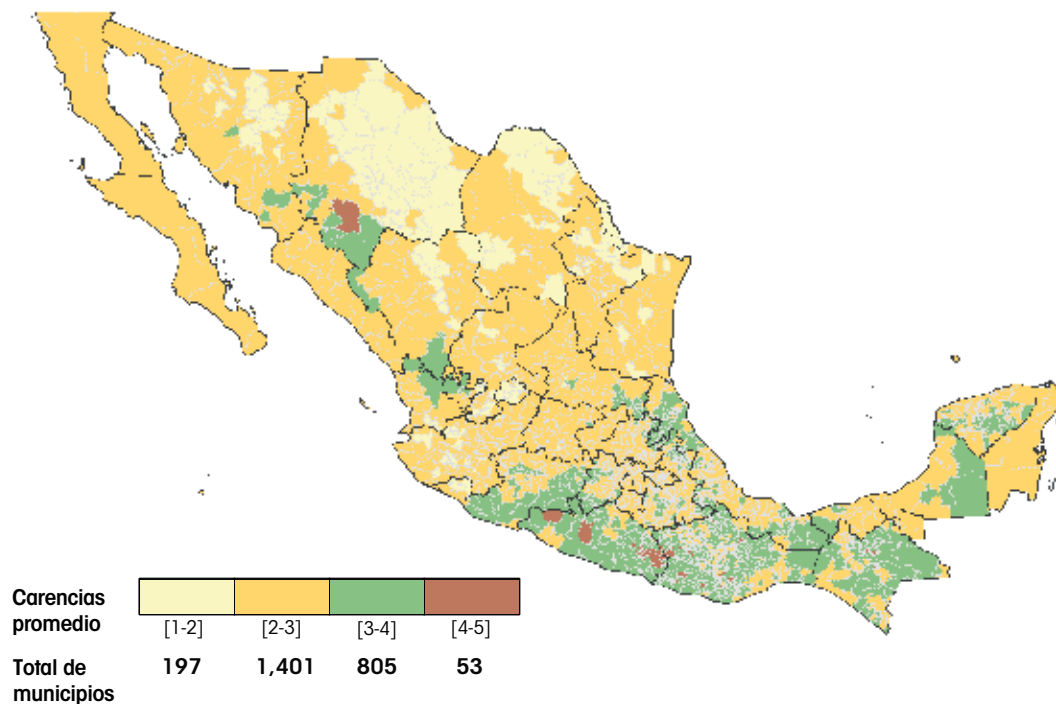 Carencias
promedio
[1-2] [2-3] [3-4] [4-5]
Total de
municipios
197 1,401 805 53